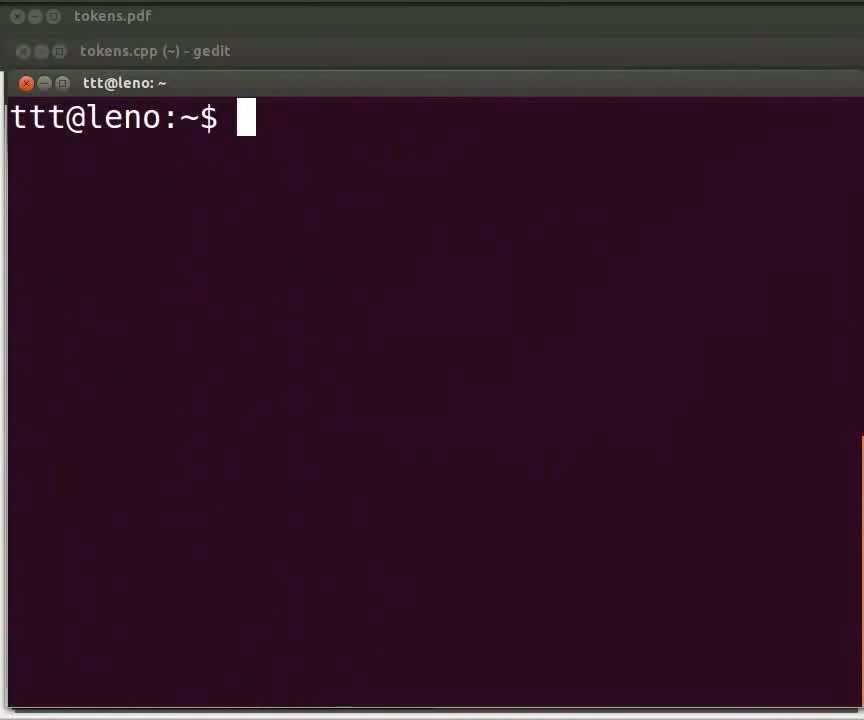 tokens.pdf
tokens.cpp (~) - gedit
ttt@leno: ~
ttt@leno:~$